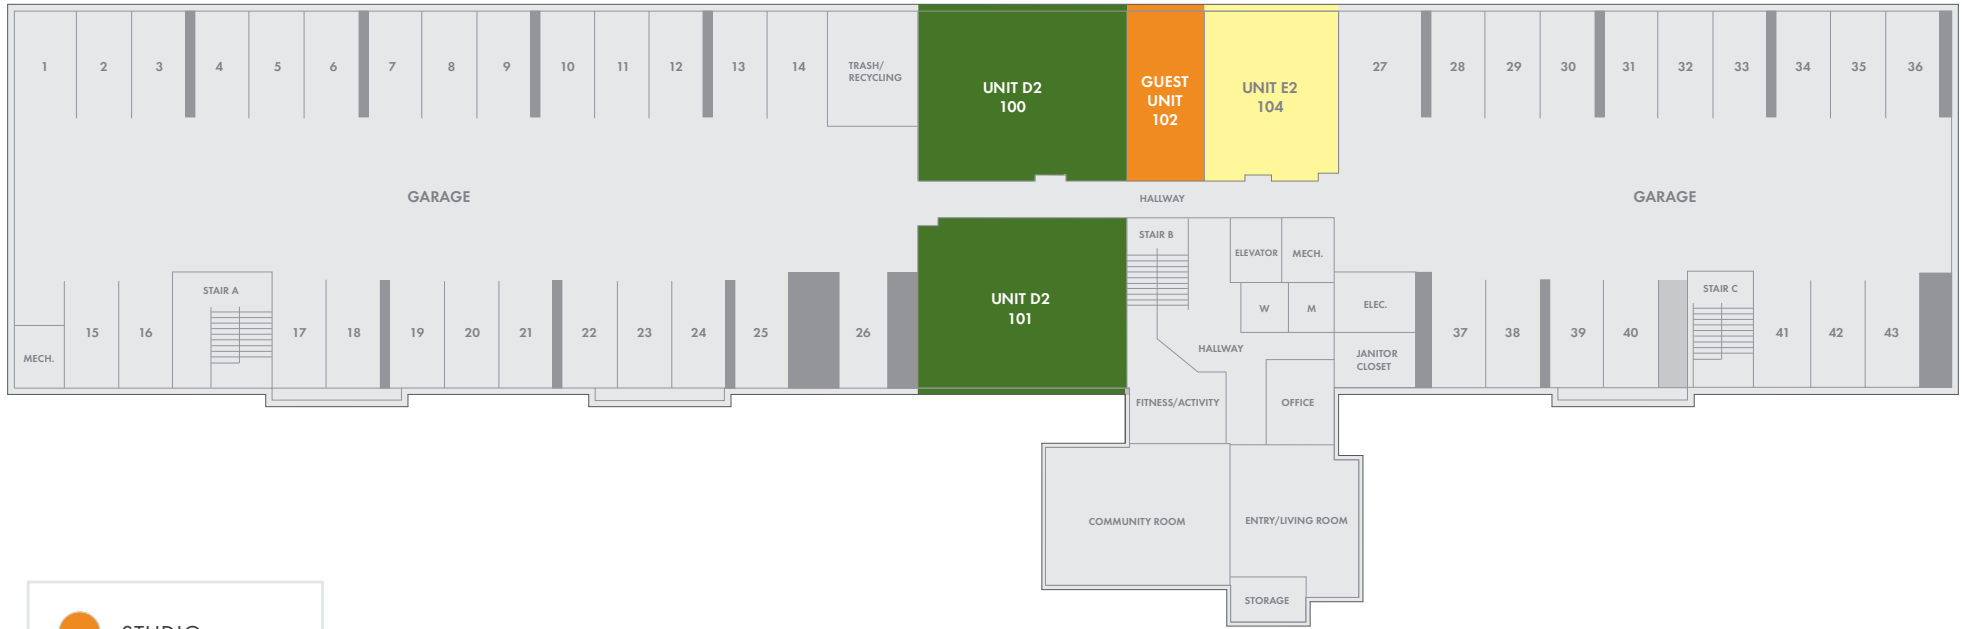 1 2 3 4 5 6 7 8 9 10 11 12 13 14
TRASH/
RECYCLING
UNIT D2
100
GUEST
UNIT
102
UNIT E2
104
27 28 29 30 31 32 33 34 35 36
GARAGE
HALLWAY
GARAGE
STAIR A
STAIR B
ELEVATOR
MECH.
STAIR C
UNIT D2
101
W
M
ELEC.
MECH.
15 16 17 18 19 20 21 22 23 24 25 26
HALLWAY
JANITOR
CLOSET
37 38 39 40 41 42 43
FITNESS/ACTIVITY
OFFICE
COMMUNITY ROOM
ENTRY/LIVING ROOM
STORAGE
STUDIO